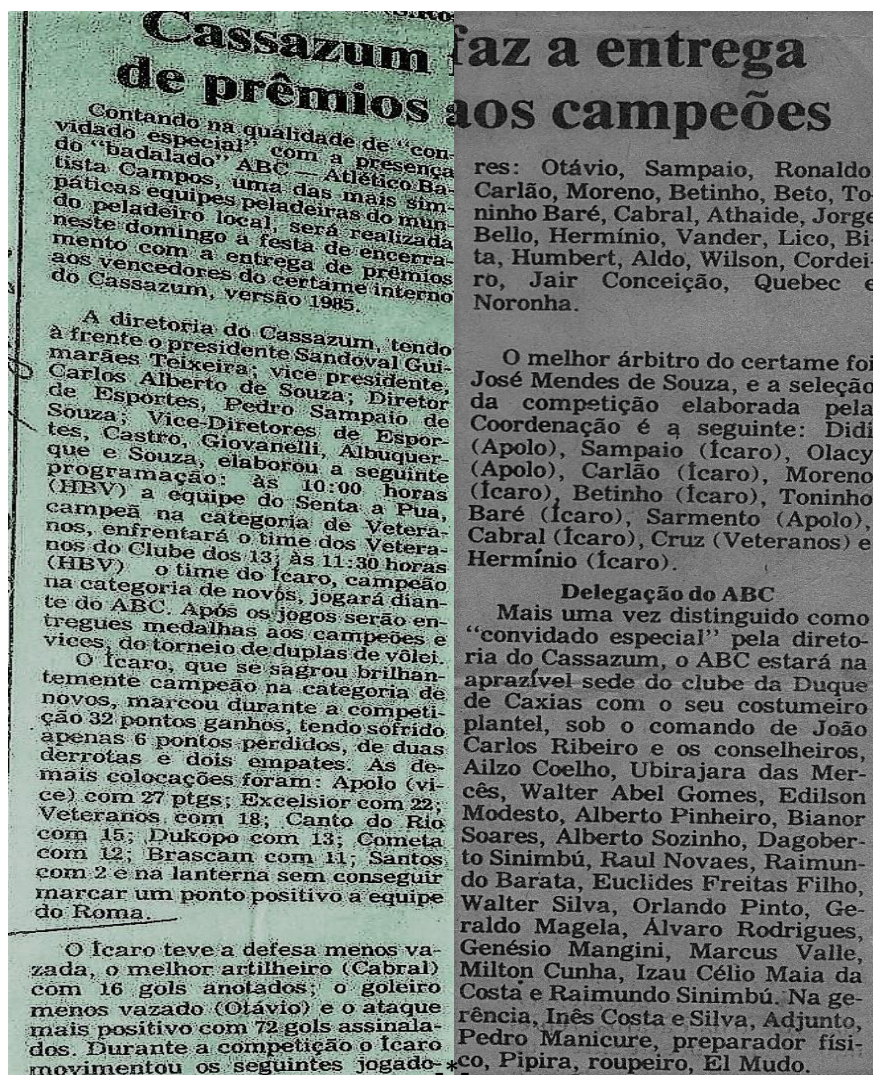 Cassazum faz a entrega
de prêmios aos campeões
Contando na qualidade de "con-
vidado especial" com a presença
do "badalado" ABC — Atlético Ba-
tista Campos, uma das mais sim-
páticas equipes peladeiras do mun-
do peladeiro local, será realizada
neste domingo à festa de encerra-
mento com a entrega de prêmios
aos vencedores do certame interno
do Cassazum, versão 1985.
A diretoria do Cassazum, tendo
à frente o presidente Sandoval Gui-
marães Teixeira; vice presidente,
Carlos Alberto de Souza; Diretor
de Esportes, Pedro Sampaio de
Souza; Vice-Diretores de Espor-
tes, Castro, Giovanelli, Albuquer-
que e Souza, elaborou a seguinte
programação: às 10:00 horas
(HBV) a equipe do Senta a Pua,
campeã na categoria de Vetera-
nos, enfrentará o time dos Vetera-
nos do Clube dos 13; às 11:30 horas
(HBV) o time do Ícaro, campeão
na categoria de novos, jogará dian-
te do ABC. Após os jogos serão en-
tregues medalhas aos campeões e
vices, do torneio de duplas de vôlei.
O Ícaro, que se sagrou brilhan-
temente campeão na categoria de
novos, marcou durante a competi-
ção 32 pontos ganhos, tendo sofrido
apenas 6 pontos perdidos, de duas
derrotas e dois empates. As de-
mais colocações foram: Apolo (vi-
ce) com 27 ptgs; Excelsior com 22;
Veteranos com 18; Canto do Rio
com 15; Dukopo com 13; Cometa
com 12; Brascam com 11; Santos
com 2 e na lanterna sem conseguir
marcar um ponto positivo a equipe
do Roma.
O Ícaro teve a defesa menos va-
zada, o melhor artilheiro (Cabral)
com 16 gols anotados; o goleiro
menos vazado (Otávio) e o ataque
mais positivo com 72 gols assinala-
dos. Durante a competição o Ícaro
movimentou os seguintes jogado-*
res: Otávio, Sampaio, Ronaldo
Carlão, Moreno, Betinho, Beto, To-
ninho Baré, Cabral, Athaide, Jorge
Bello, Hermínio, Vander, Lico, Bi-
ta, Humbert, Aldo, Wilson, Cordei-
ro, Jair Conceição, Quebec e
Noronha.
O melhor árbitro do certame foi
José Mendes de Souza, e a seleção
da competição elaborada pela
Coordenação é a seguinte: Didi
(Apolo), Sampaio (Ícaro), Olacy
(Apolo), Carlão (Ícaro), Moreno
(Ícaro), Betinho (Ícaro), Toninho
Baré (Ícaro), Sarmento (Apolo),
Cabral (Ícaro), Cruz (Veteranos) e
Hermínio (Ícaro).
Delegação do ABC
Mais uma vez distinguido como
"convidado especial" pela direto-
ria do Cassazum, o ABC estará na
aprazível sede do clube da Duque
de Caxias com o seu costumeiro
plantel, sob o comando de João
Carlos Ribeiro e os conselheiros,
Ailzo Coelho, Ubirajara das Mer-
cês, Walter Abel Gomes, Edilson
Modesto, Alberto Pinheiro, Bianor
Soares, Alberto Sozinho, Dagober-
to Sinimbú, Raul Novaes, Raimun-
do Barata, Euclides Freitas Filho,
Walter Silva, Orlando Pinto, Ge-
raldo Magela, Álvaro Rodrigues,
Genésio Mangini, Marcus Valle,
Milton Cunha, Izau Célio Maia da
Costa e Raimundo Sinimbú. Na ge-
rência, Inês Costa e Silva, Adjunto,
Pedro Manicure, preparador físi-
co, Pipira, roupeiro, El Mudo.